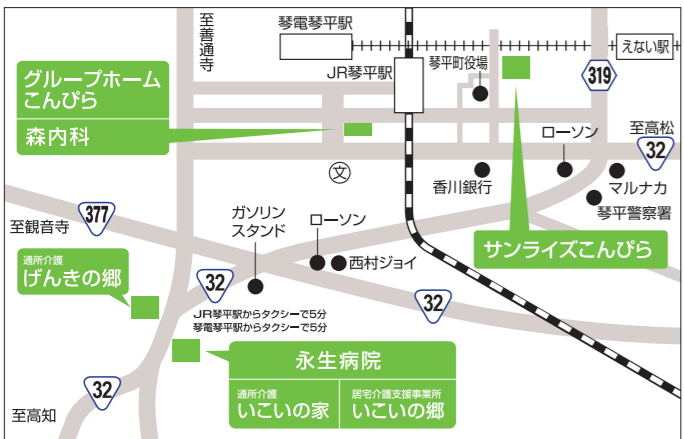 至善通寺
琴電琴平駅
えない駅
JR琴平駅
琴平町役場
319
グループホーム
こんぴら
森内科
ローソン
至高松
32
文
香川銀行
マルナカ
琴平警察署
377
至観音寺
ガソリン
スタンド
ローソン
西村ジョイ
サンライズこんぴら
通所介護
げんきの郷
32
32
JR琴平駅からタクシーで5分
琴電琴平駅からタクシーで5分
永生病院
通所介護
いこいの家
居宅介護支援事業所
いこいの郷
32
至高知